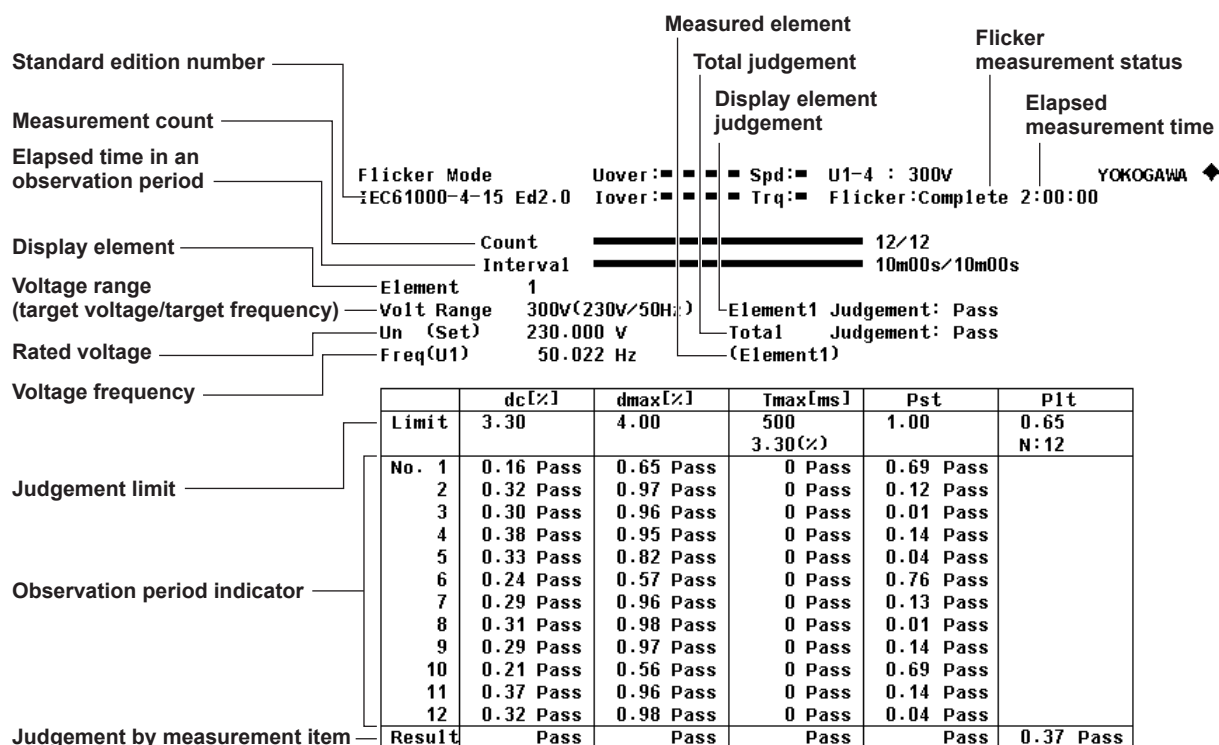 Measured element
Flicker
measurement status
Standard edition number
Total judgement
Display element
judgement
Elapsed
measurement time
Measurement count
Elapsed time in an
observation period
Flicker Mode Uover: Spd: U1-4 : 300V YOKOGAWA
IEC61000-4-15 Ed2.0 Iover: Trq: Flicker:Complete 2:00:00
Count 12/12
Interval 10m00s/10m00s
Display element
Element 1
Voltage range
(target voltage/target frequency)
Volt Range 300V(230V/50Hz) Element1 Judgement: Pass
Un (Set) 230.000 V Total Judgement: Pass
Rated voltage
Freq(U1) 50.022 Hz (Element1)
Voltage frequency
dc[%] dmax[%] Tmax[ms] Pst Plt
Limit 3.30 4.00 500 1.00 0.65
3.30(%) N:12
Judgement limit
No. 1 0.16 Pass 0.65 Pass 0 Pass 0.69 Pass
2 0.32 Pass 0.97 Pass 0 Pass 0.12 Pass
3 0.30 Pass 0.96 Pass 0 Pass 0.01 Pass
4 0.38 Pass 0.95 Pass 0 Pass 0.14 Pass
5 0.33 Pass 0.82 Pass 0 Pass 0.04 Pass
Observation period indicator
6 0.24 Pass 0.57 Pass 0 Pass 0.76 Pass
7 0.29 Pass 0.96 Pass 0 Pass 0.13 Pass
8 0.31 Pass 0.98 Pass 0 Pass 0.01 Pass
9 0.29 Pass 0.97 Pass 0 Pass 0.14 Pass
10 0.21 Pass 0.56 Pass 0 Pass 0.69 Pass
11 0.37 Pass 0.96 Pass 0 Pass 0.14 Pass
12 0.32 Pass 0.98 Pass 0 Pass 0.04 Pass
Judgement by measurement item
Result Pass Pass Pass Pass 0.37 Pass